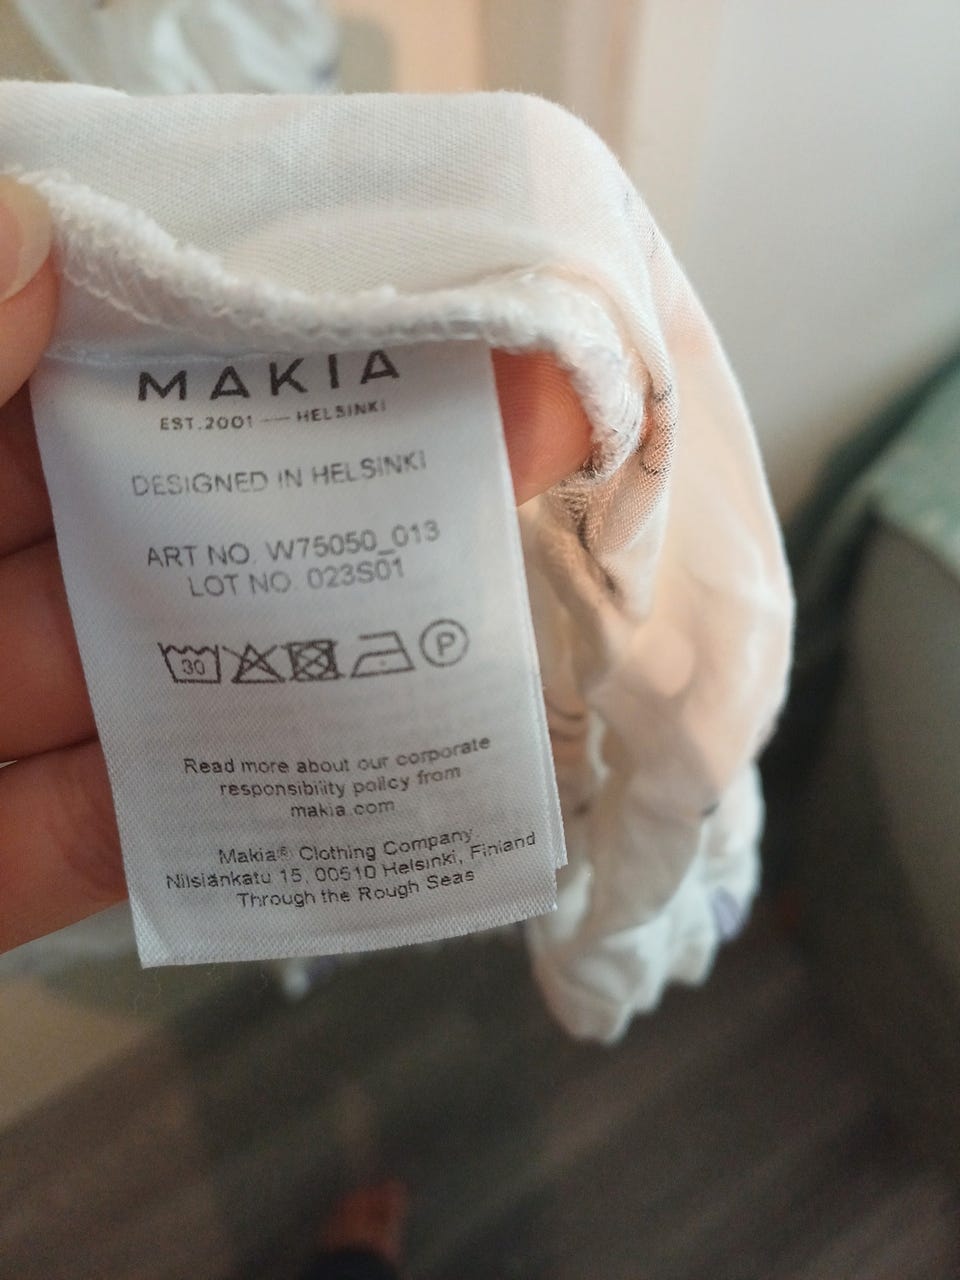 MAKIA
EST.2001 — HELSINKI
DESIGNED IN HELSINKI
ART NO. W75050_013
LOT NO. 023S01
30 P
Read more about our corporate
responsibility policy from
makia.com
Makia® Clothing Company
Nilsiänkatu 15, 00510 Helsinki, Finland
Through the Rough Seas